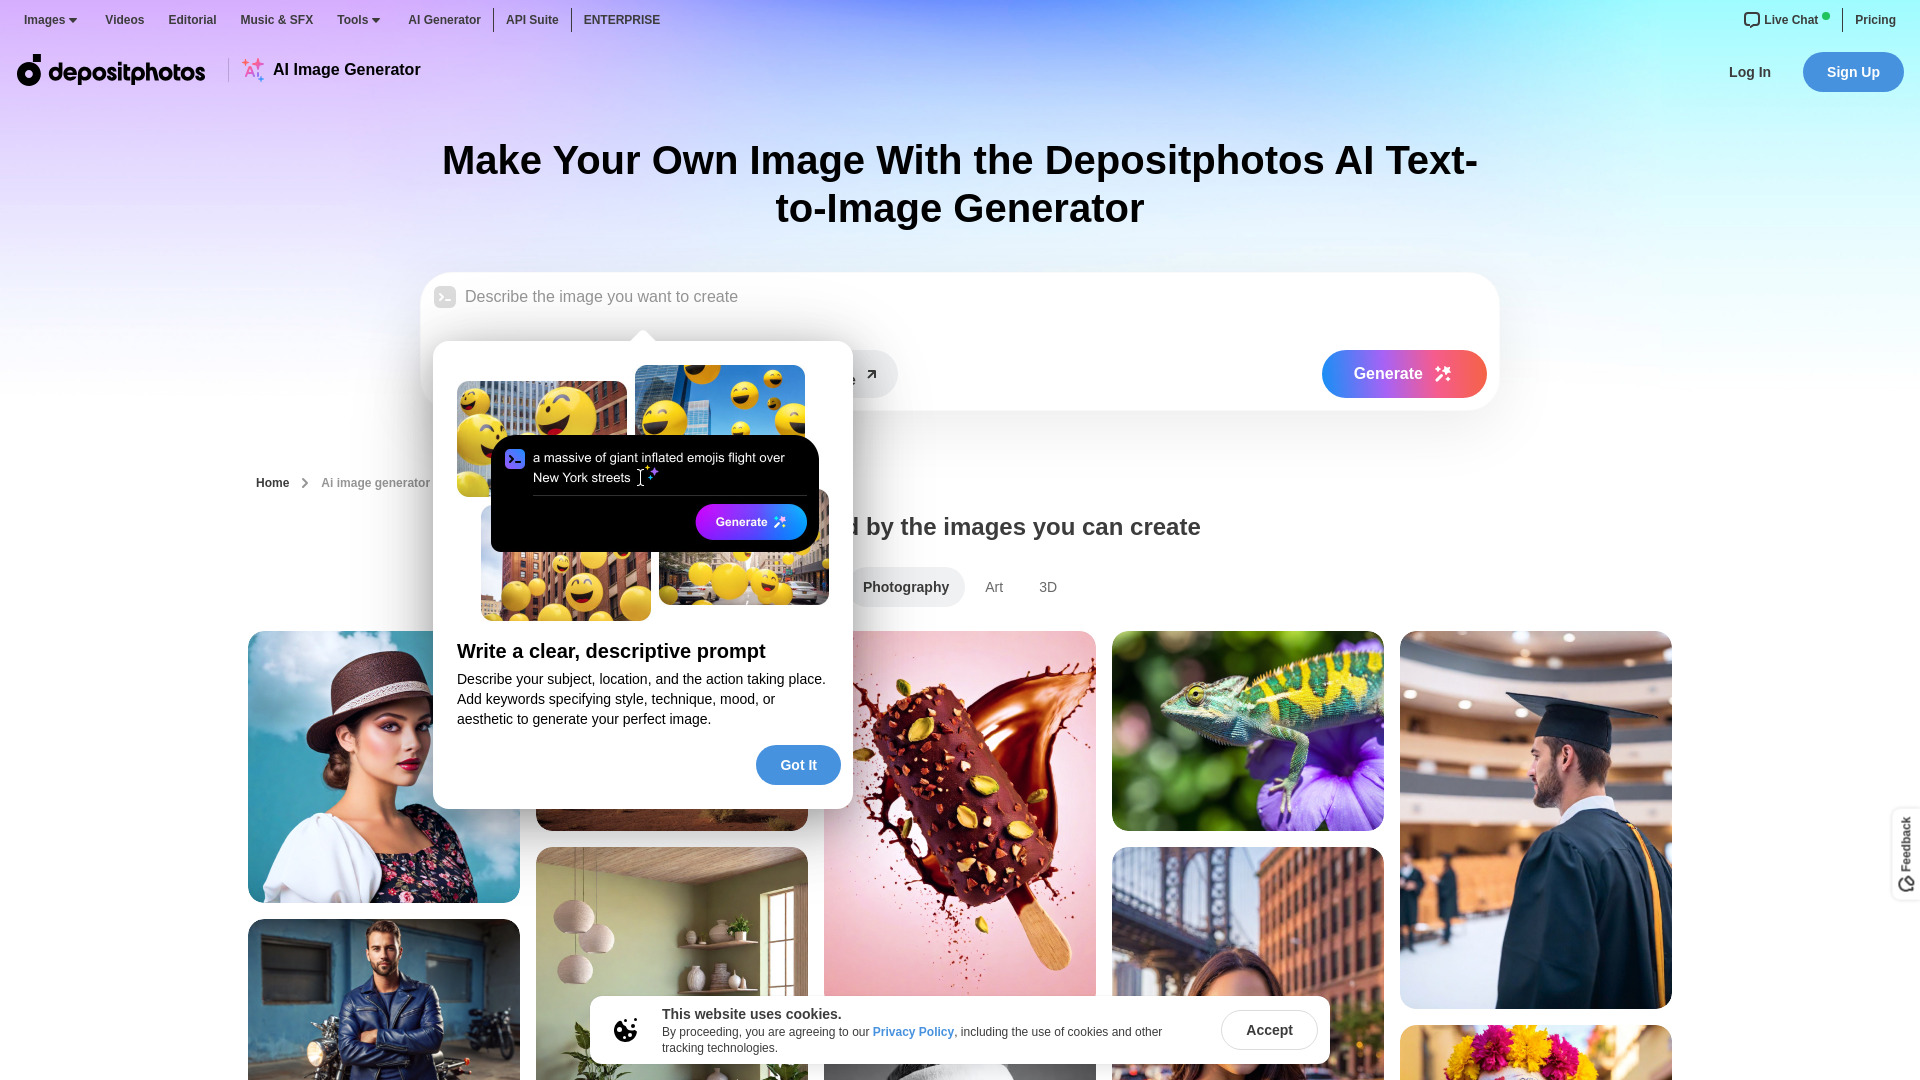 Images
Videos
Editorial
Music & SFX
Tools
AI Generator
API Suite
ENTERPRISE
Live Chat
Pricing
depositphotos
AI
AI Image Generator
Log In
Sign Up
Make Your Own Image With the Depositphotos AI Text-
to-Image Generator
Describe the image you want to create
Generate
a massive of giant inflated emojis flight over
New York streets
Generate
Home
Ai image generator
by the images you can create
Photography
Art
3D
Write a clear, descriptive prompt
Describe your subject, location, and the action taking place.
Add keywords specifying style, technique, mood, or
aesthetic to generate your perfect image.
Got It
Feedback
This website uses cookies.
By proceeding, you are agreeing to our Privacy Policy, including the use of cookies and other
tracking technologies.
Accept